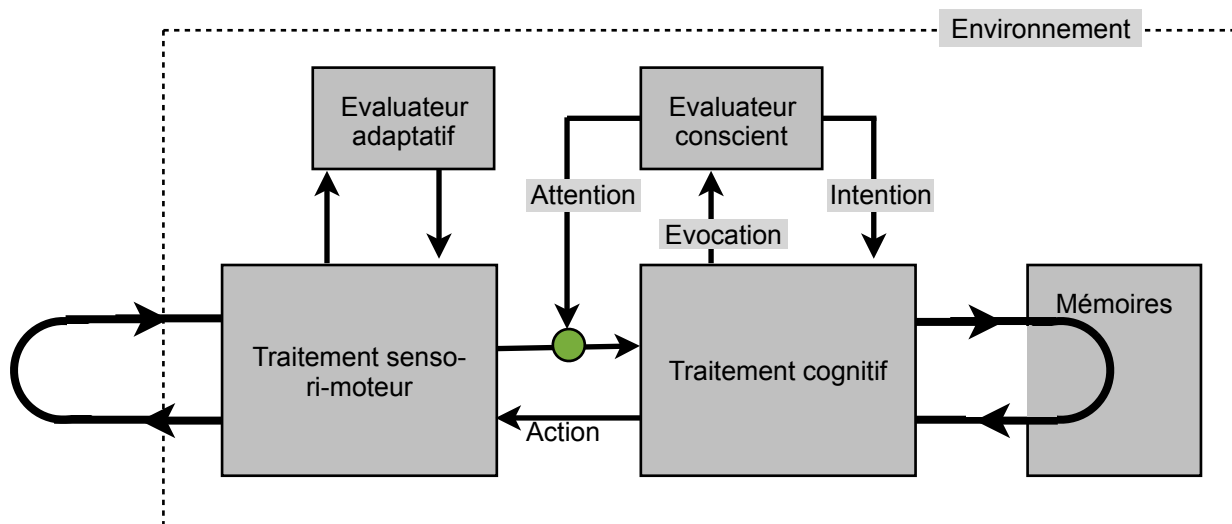 Environnement
Evaluateur
adaptatif
Evaluateur
conscient
Attention
Intention
Evocation
Mémoires
Traitement senso-
ri-moteur
Traitement cognitif
Action